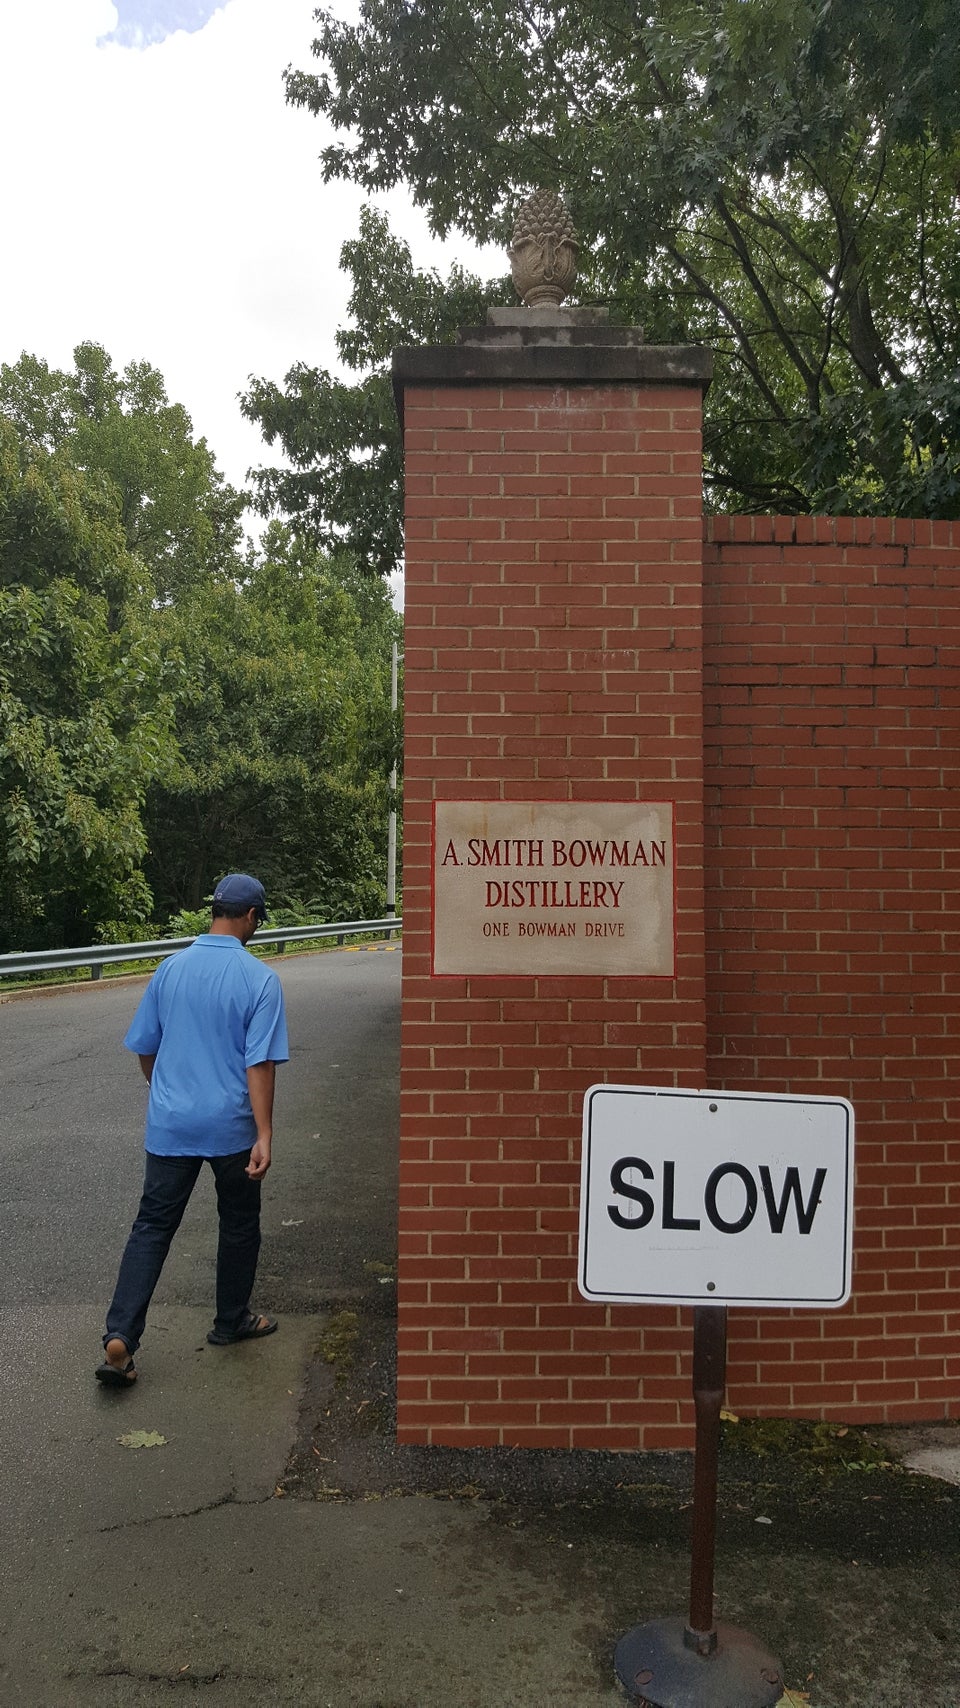 A. SMITH BOWMAN
DISTILLERY
ONE BOWMAN DRIVE
SLOW